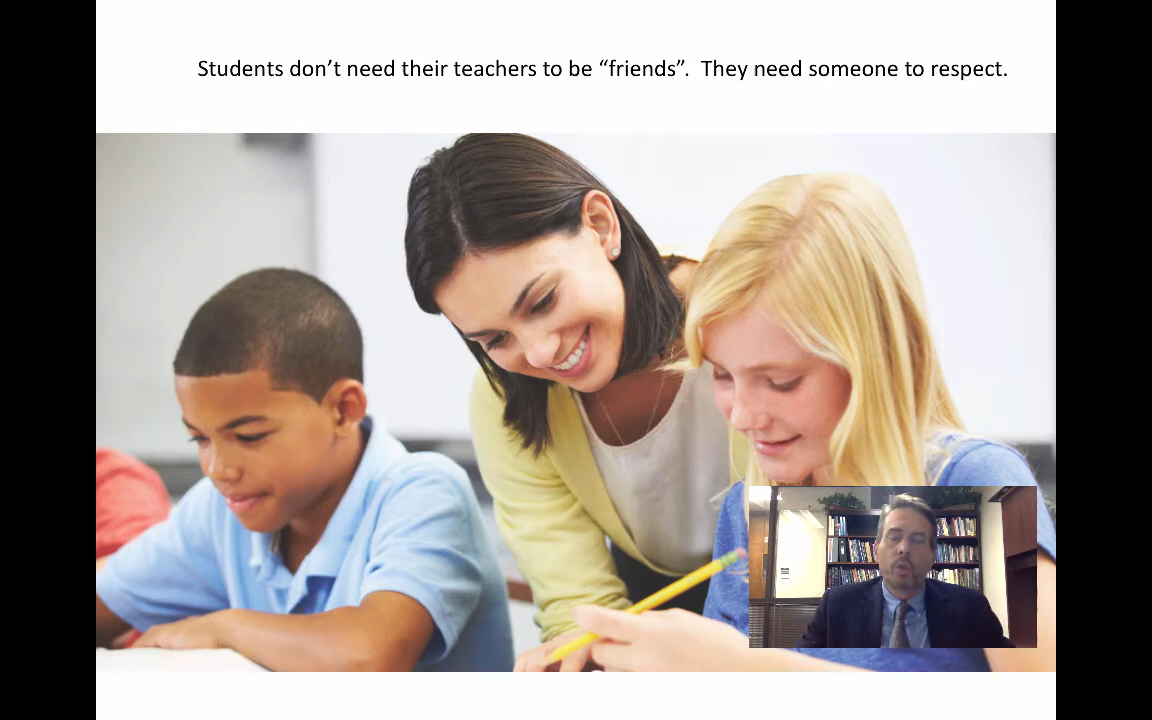 Students don’t need their teachers to be “friends”.  They need someone to respect.